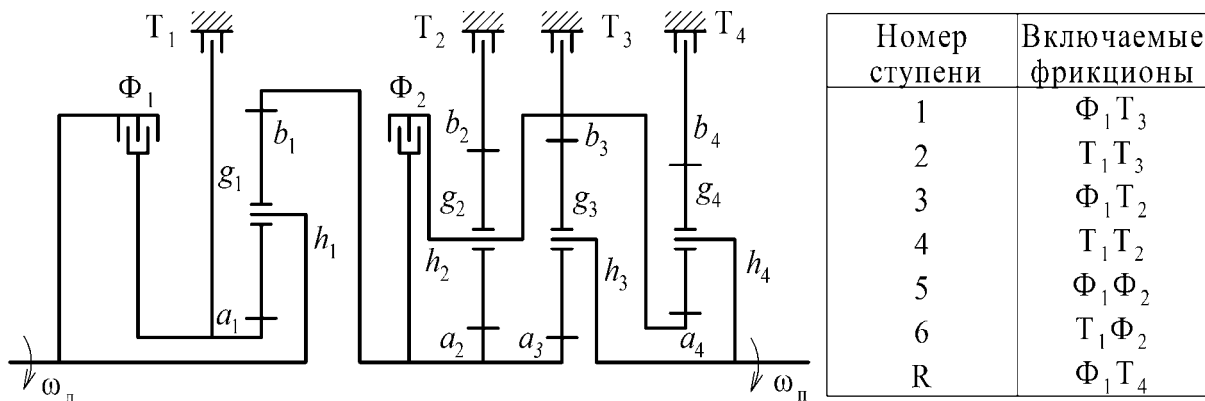 T₁ T₂ T₃ T₄
Φ₁ Φ₂
b₁ b₂ b₃ b₄
g₁ g₂ g₃ g₄
h₁ h₂ h₃ h₄
a₁ a₂ a₃ a₄
ω ω
Номер ступени Включаемые фрикционы
1 Φ₁T₃
2 T₁T₃
3 Φ₁T₂
4 T₁T₂
5 Φ₁Φ₂
6 T₁Φ₂
R Φ₁T₄